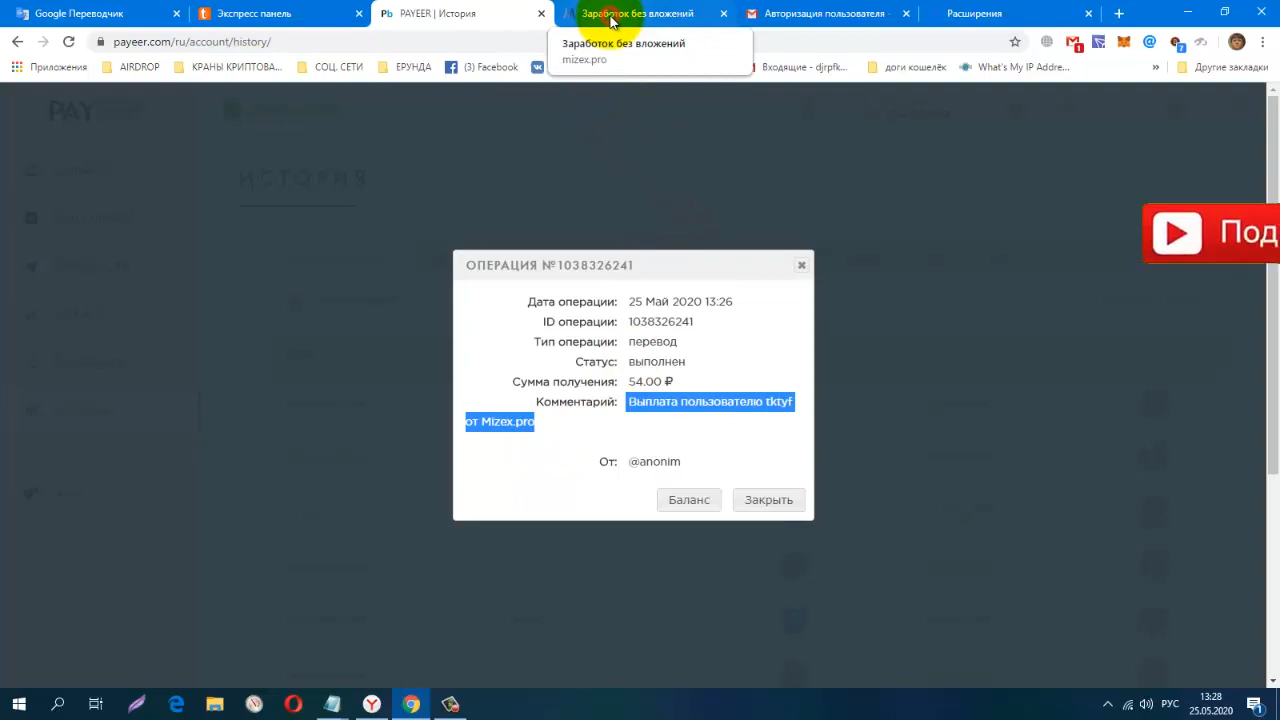 Google Переводчик
Экспресс панель
PAYEER | История
Заработок без вложений
Авторизация пользователя -
Расширения
payeer.com/ru/account/history/
Заработок без вложений
mizex.pro
Приложения
AIRDROP
КРАНЫ КРИПТОВА...
СОЦ. СЕТИ
ЕРУНДА
(3) Facebook
Входящие - djrpfk...
доги кошелёк
What's My IP Addre...
»
Другие закладки
PAY
ИСТОРИЯ
Под
ОПЕРАЦИЯ №1038326241
Дата операции: 25 Май 2020 13:26
ID операции: 1038326241
Тип операции: перевод
Статус: выполнен
Сумма получения: 54.00 ₽
Комментарий: Выплата пользователю tktyf
от Mizex.pro
От: @anonim
Баланс
Закрыть
РУС
13:28
25.05.2020